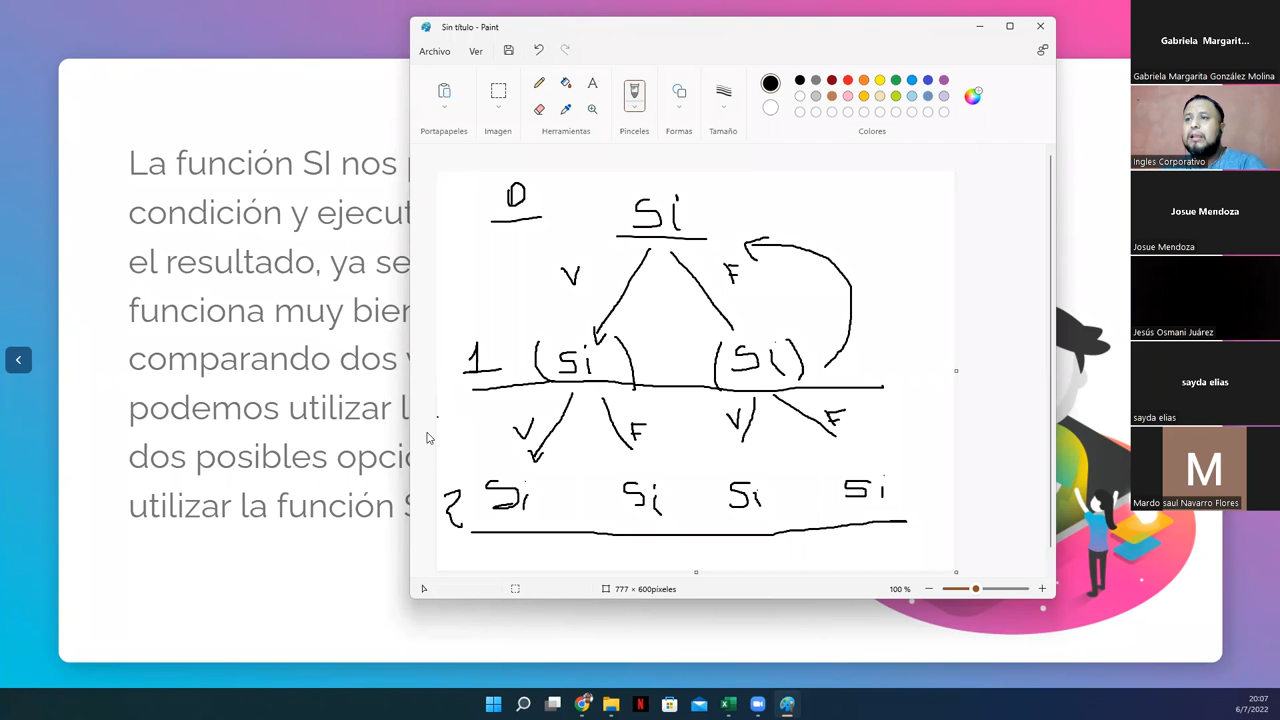 Sin título - Paint
Archivo
Ver
Portapapeles
Imagen
Herramientas
Pinceles
Formas
Tamaño
Colores
La función SI nos
condición y ejecut
el resultado, ya se
funciona muy bie
comparando dos
podemos utilizar l
dos posibles opci
utilizar la función
0
Si
V
F
1 (Si) (Si)
V F V F
2 Si Si Si Si
777 × 600píxeles
100 %
Gabriela Margarit...
Gabriela Margarita González Molina
Ingles Corporativo
Josue Mendoza
Josue Mendoza
Jesús Osmani Juárez
sayda elias
sayda elias
M
Mardo saul Navarro Flores
N
20:07
6/7/2022